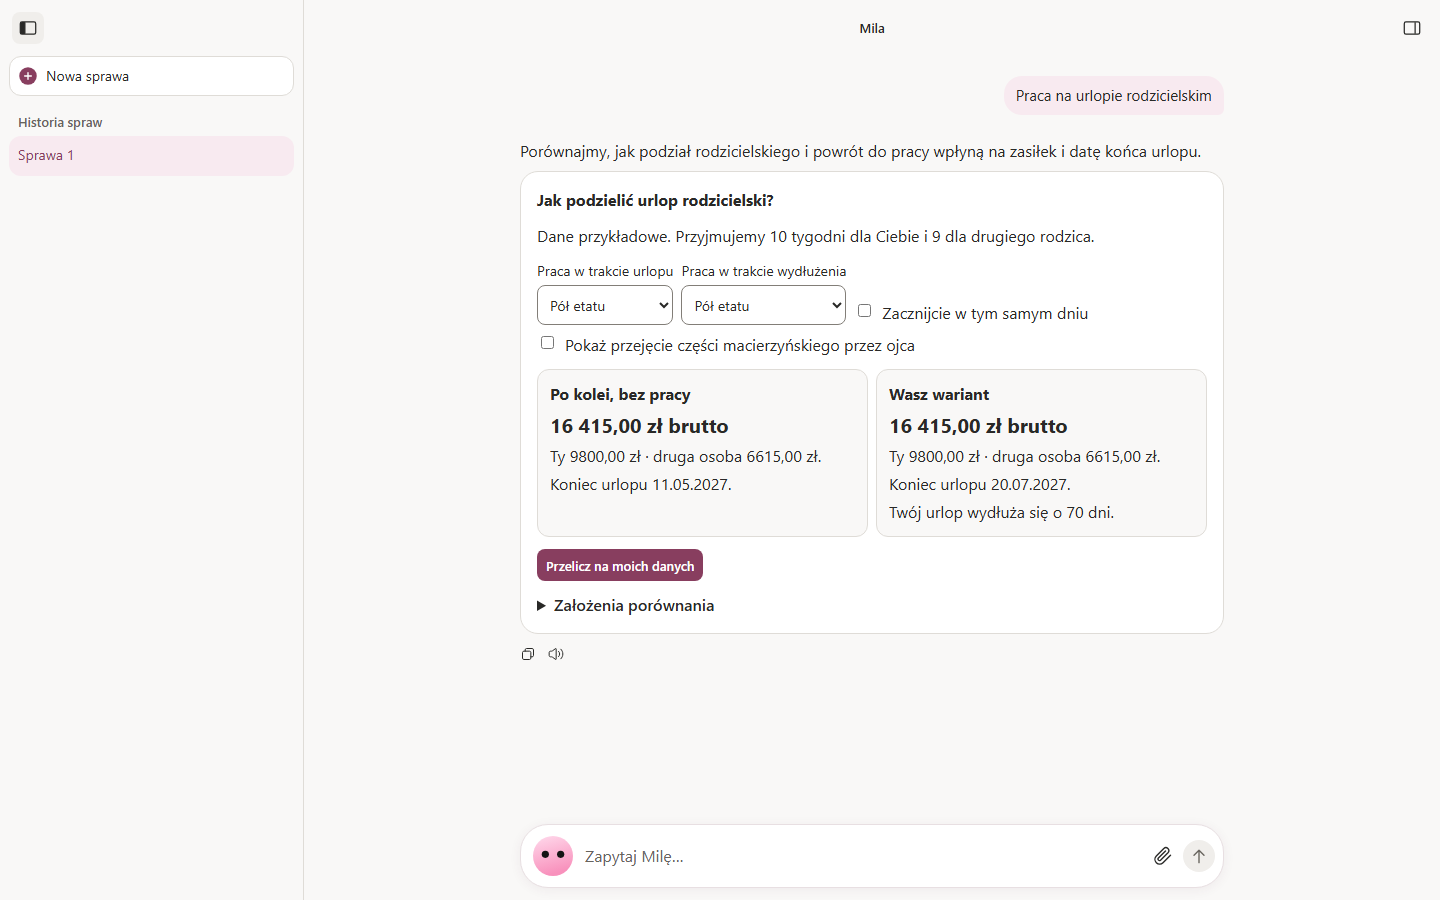 Mila
Nowa sprawa
Historia spraw
Sprawa 1
Praca na urlopie rodzicielskim
Porównajmy, jak podział rodzicielskiego i powrót do pracy wpłyną na zasiłek i datę końca urlopu.
Jak podzielić urlop rodzicielski?
Dane przykładowe. Przyjmujemy 10 tygodni dla Ciebie i 9 dla drugiego rodzica.
Praca w trakcie urlopu Praca w trakcie wydłużenia
Pół etatu Pół etatu Zacznijcie w tym samym dniu
Pokaż przejęcie części macierzyńskiego przez ojca
Po kolei, bez pracy
16 415,00 zł brutto
Ty 9800,00 zł · druga osoba 6615,00 zł.
Koniec urlopu 11.05.2027.
Wasz wariant
16 415,00 zł brutto
Ty 9800,00 zł · druga osoba 6615,00 zł.
Koniec urlopu 20.07.2027.
Twój urlop wydłuża się o 70 dni.
Przelicz na moich danych
Założenia porównania
Zapytaj Milę...